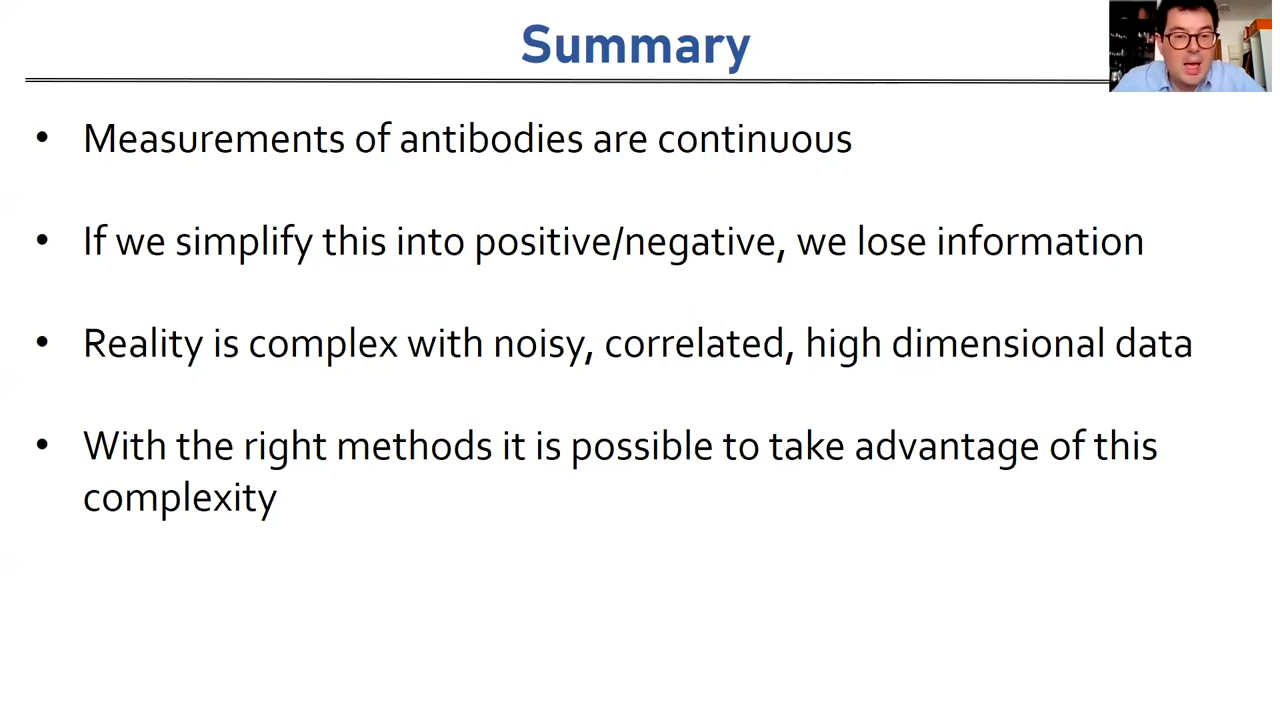 Summary
• Measurements of antibodies are continuous
• If we simplify this into positive/negative, we lose information
• Reality is complex with noisy, correlated, high dimensional data
• With the right methods it is possible to take advantage of this
complexity